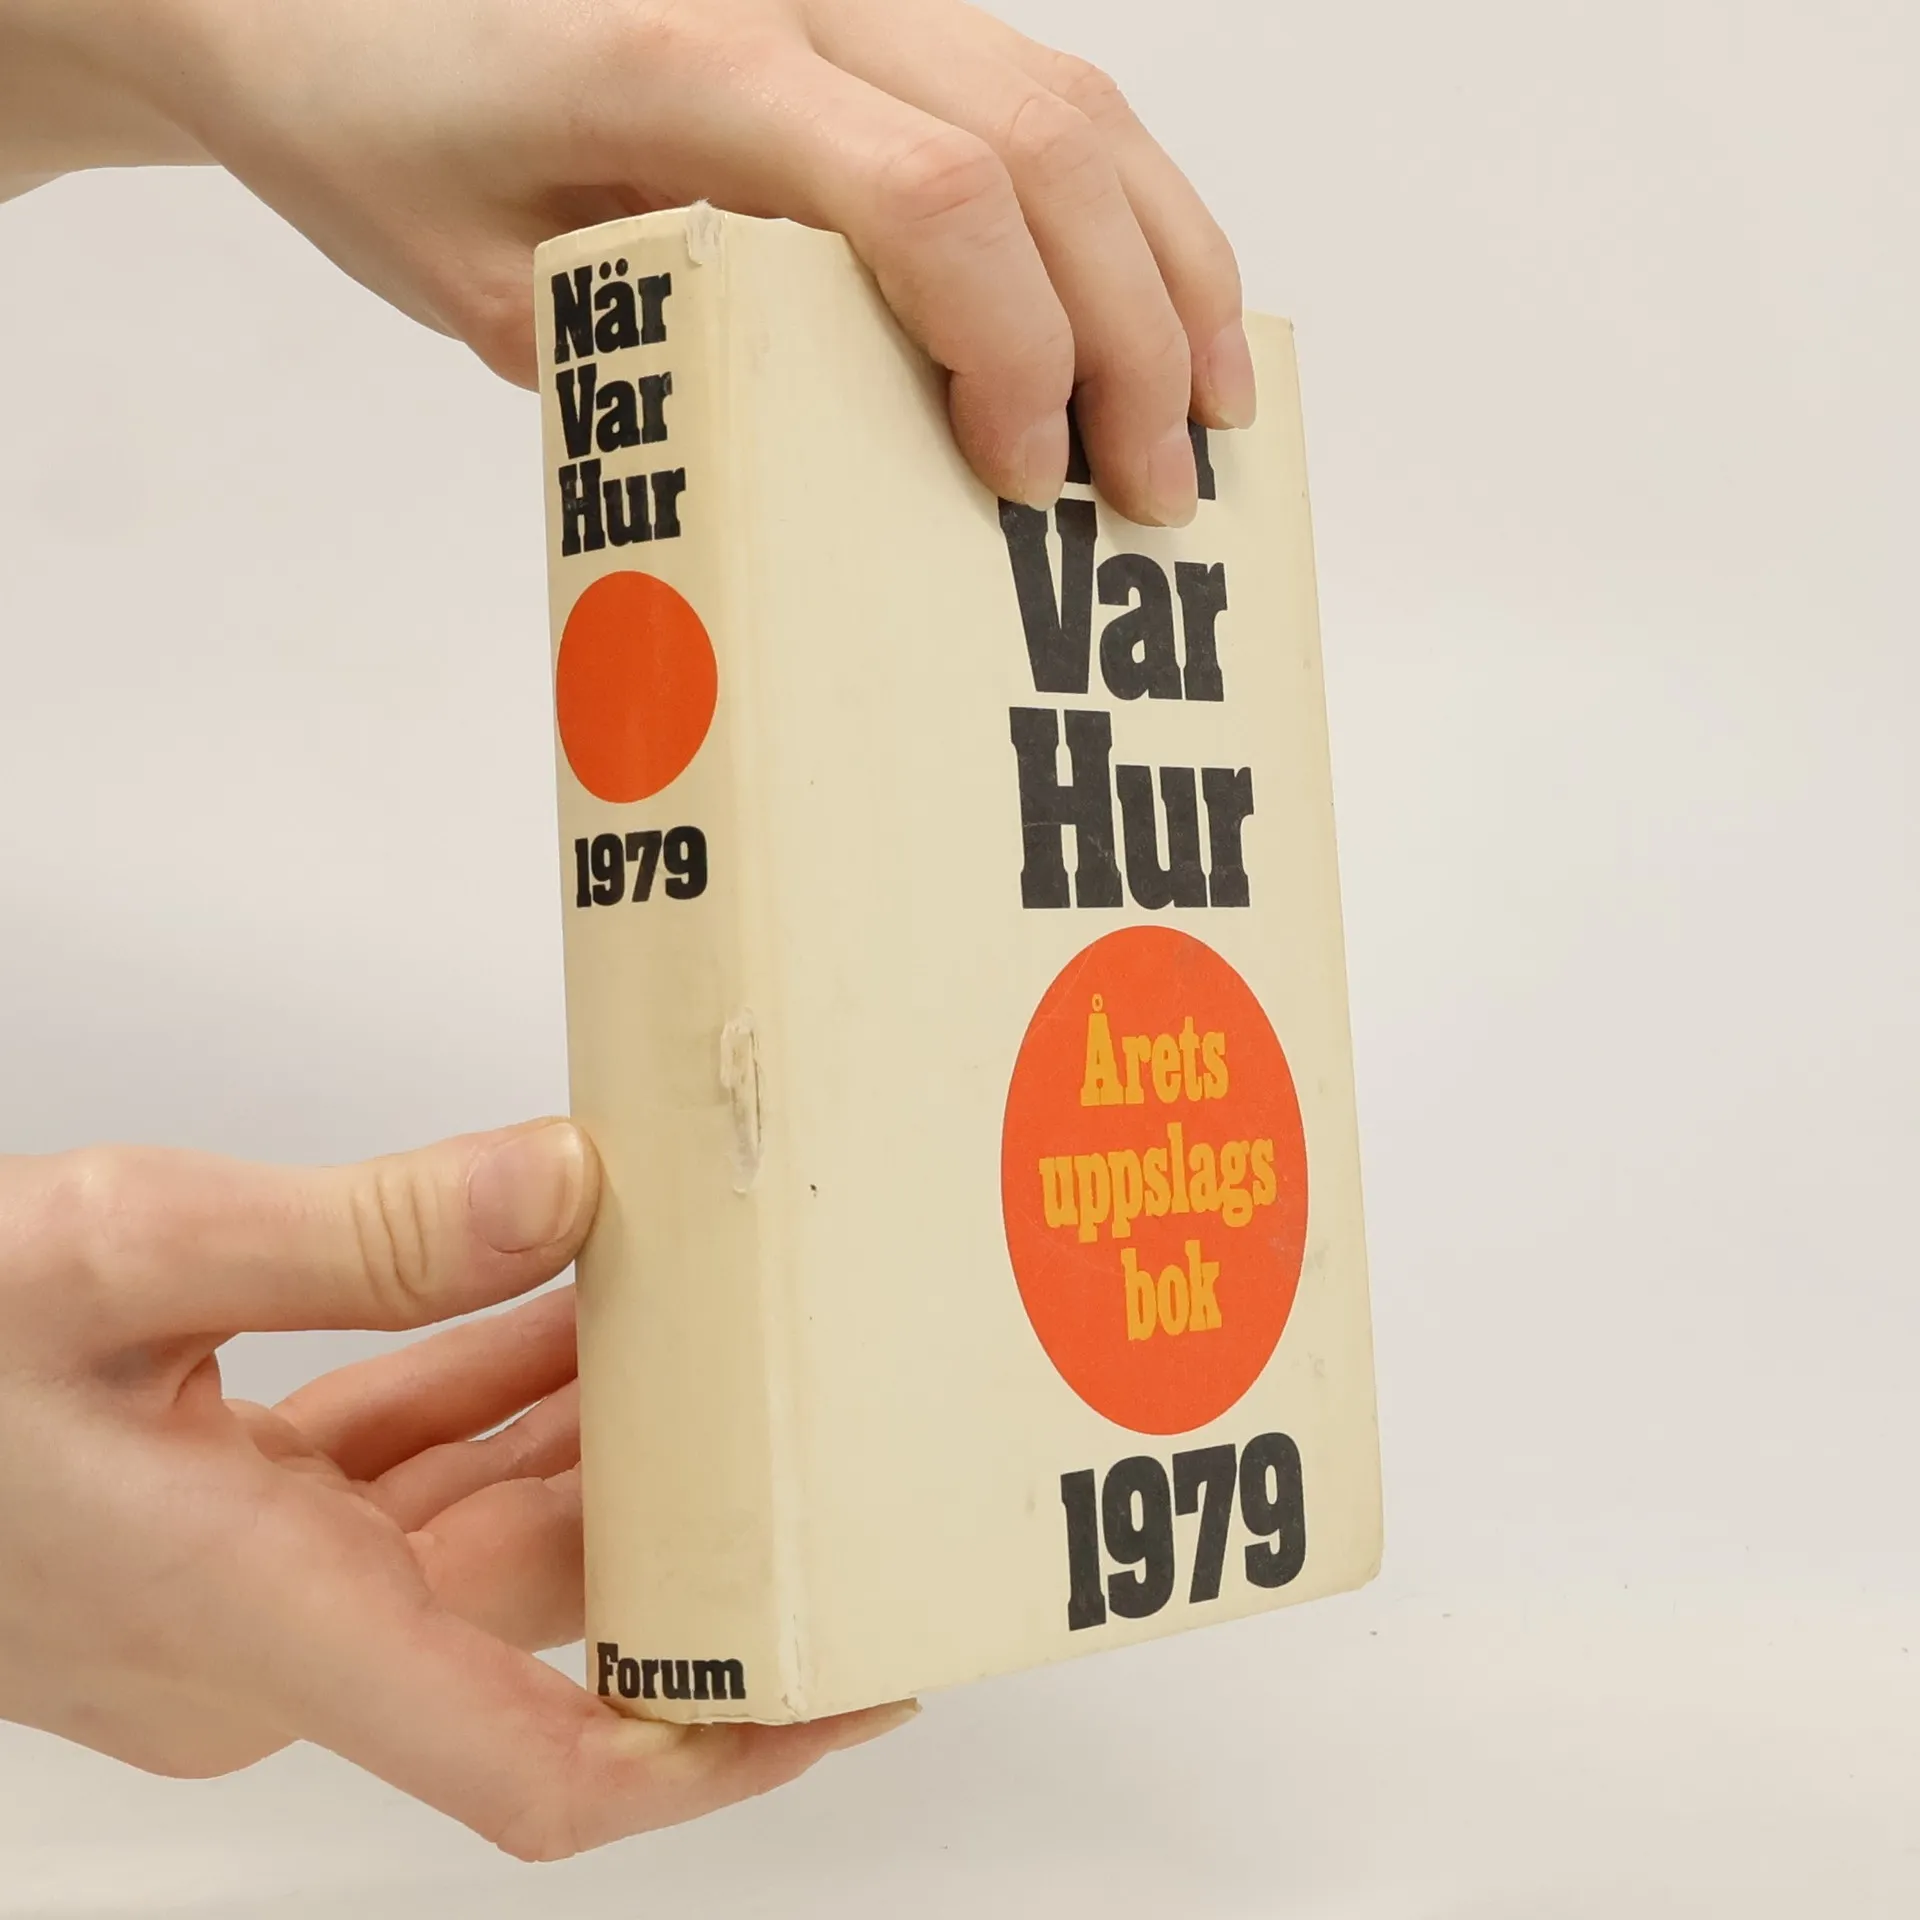 När
Var
Hur
1979
Forum
Var
Hur
Årets
uppslags
bok
1979